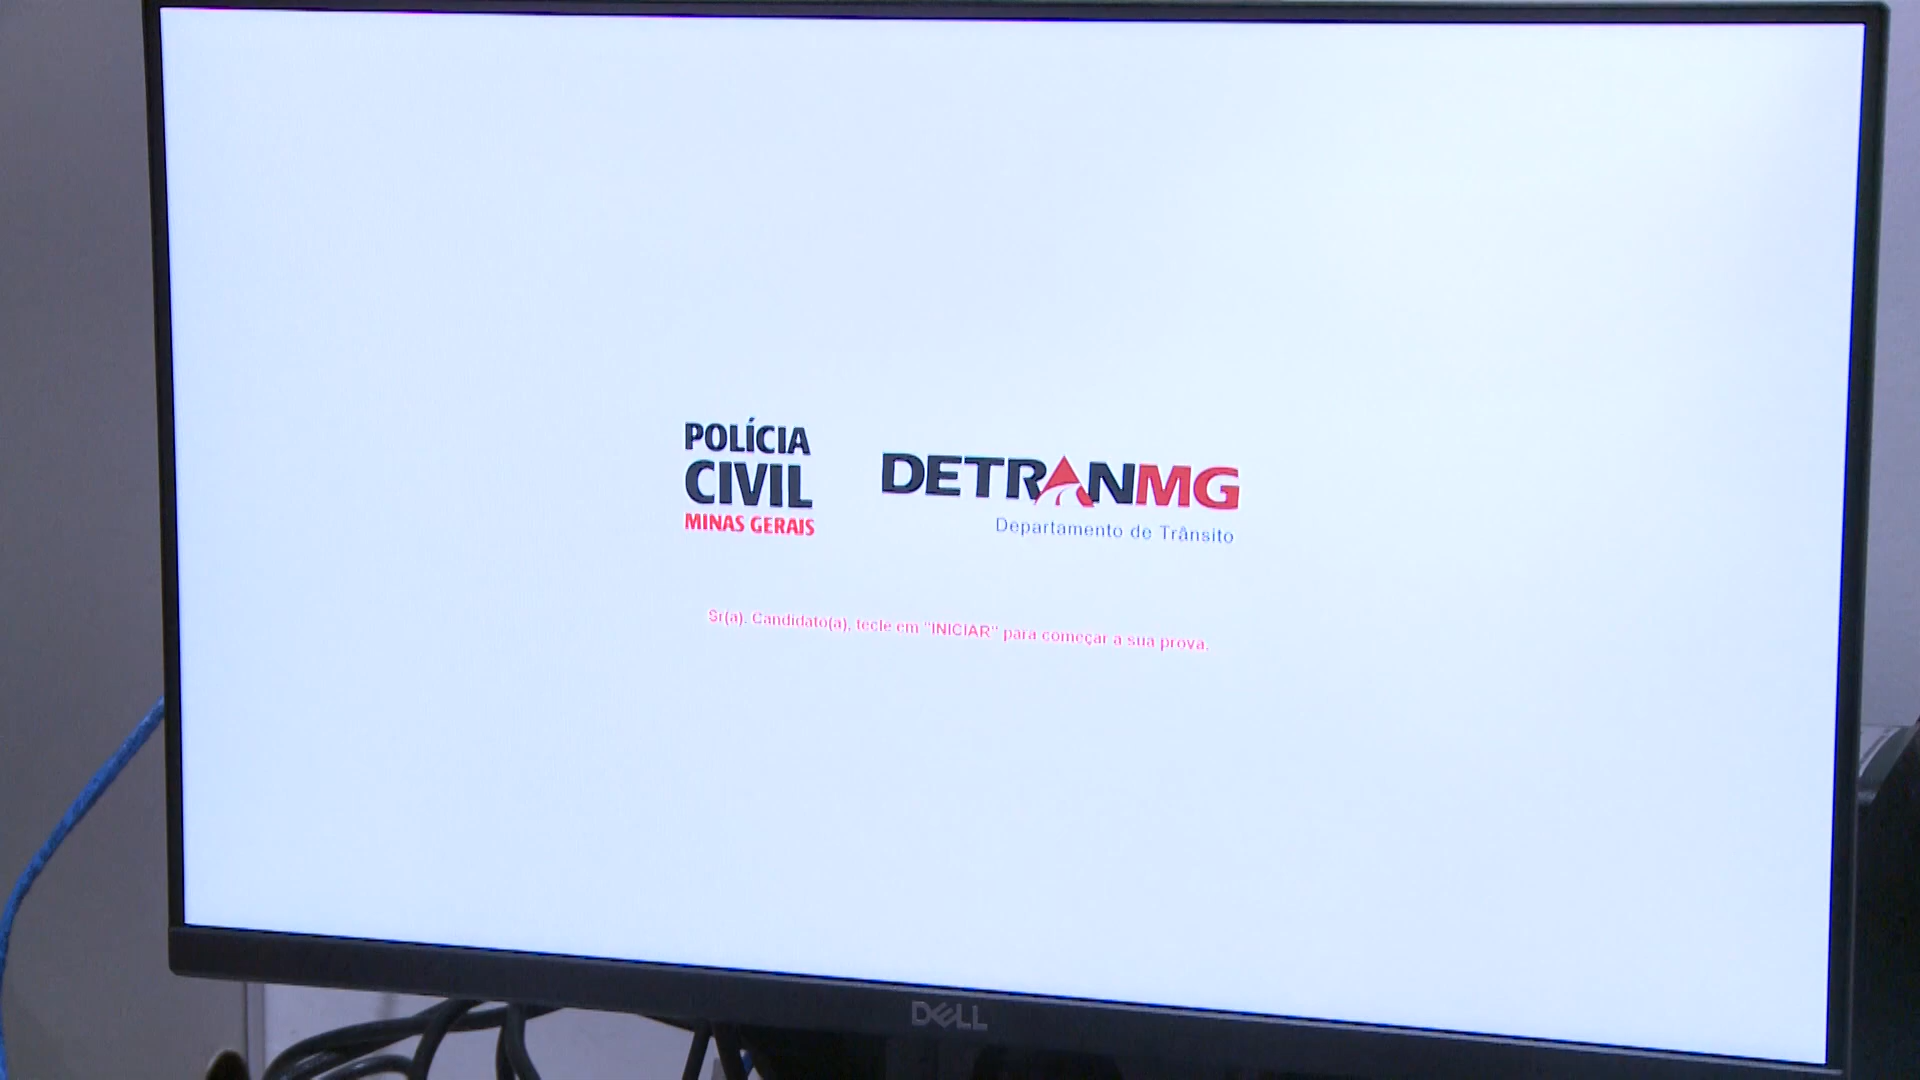 POLÍCIA
CIVIL
MINAS GERAIS
DETRANMG
Departamento de Trânsito
Sr(a). Candidato(a), tecle em "INICIAR" para começar a sua prova.
DELL